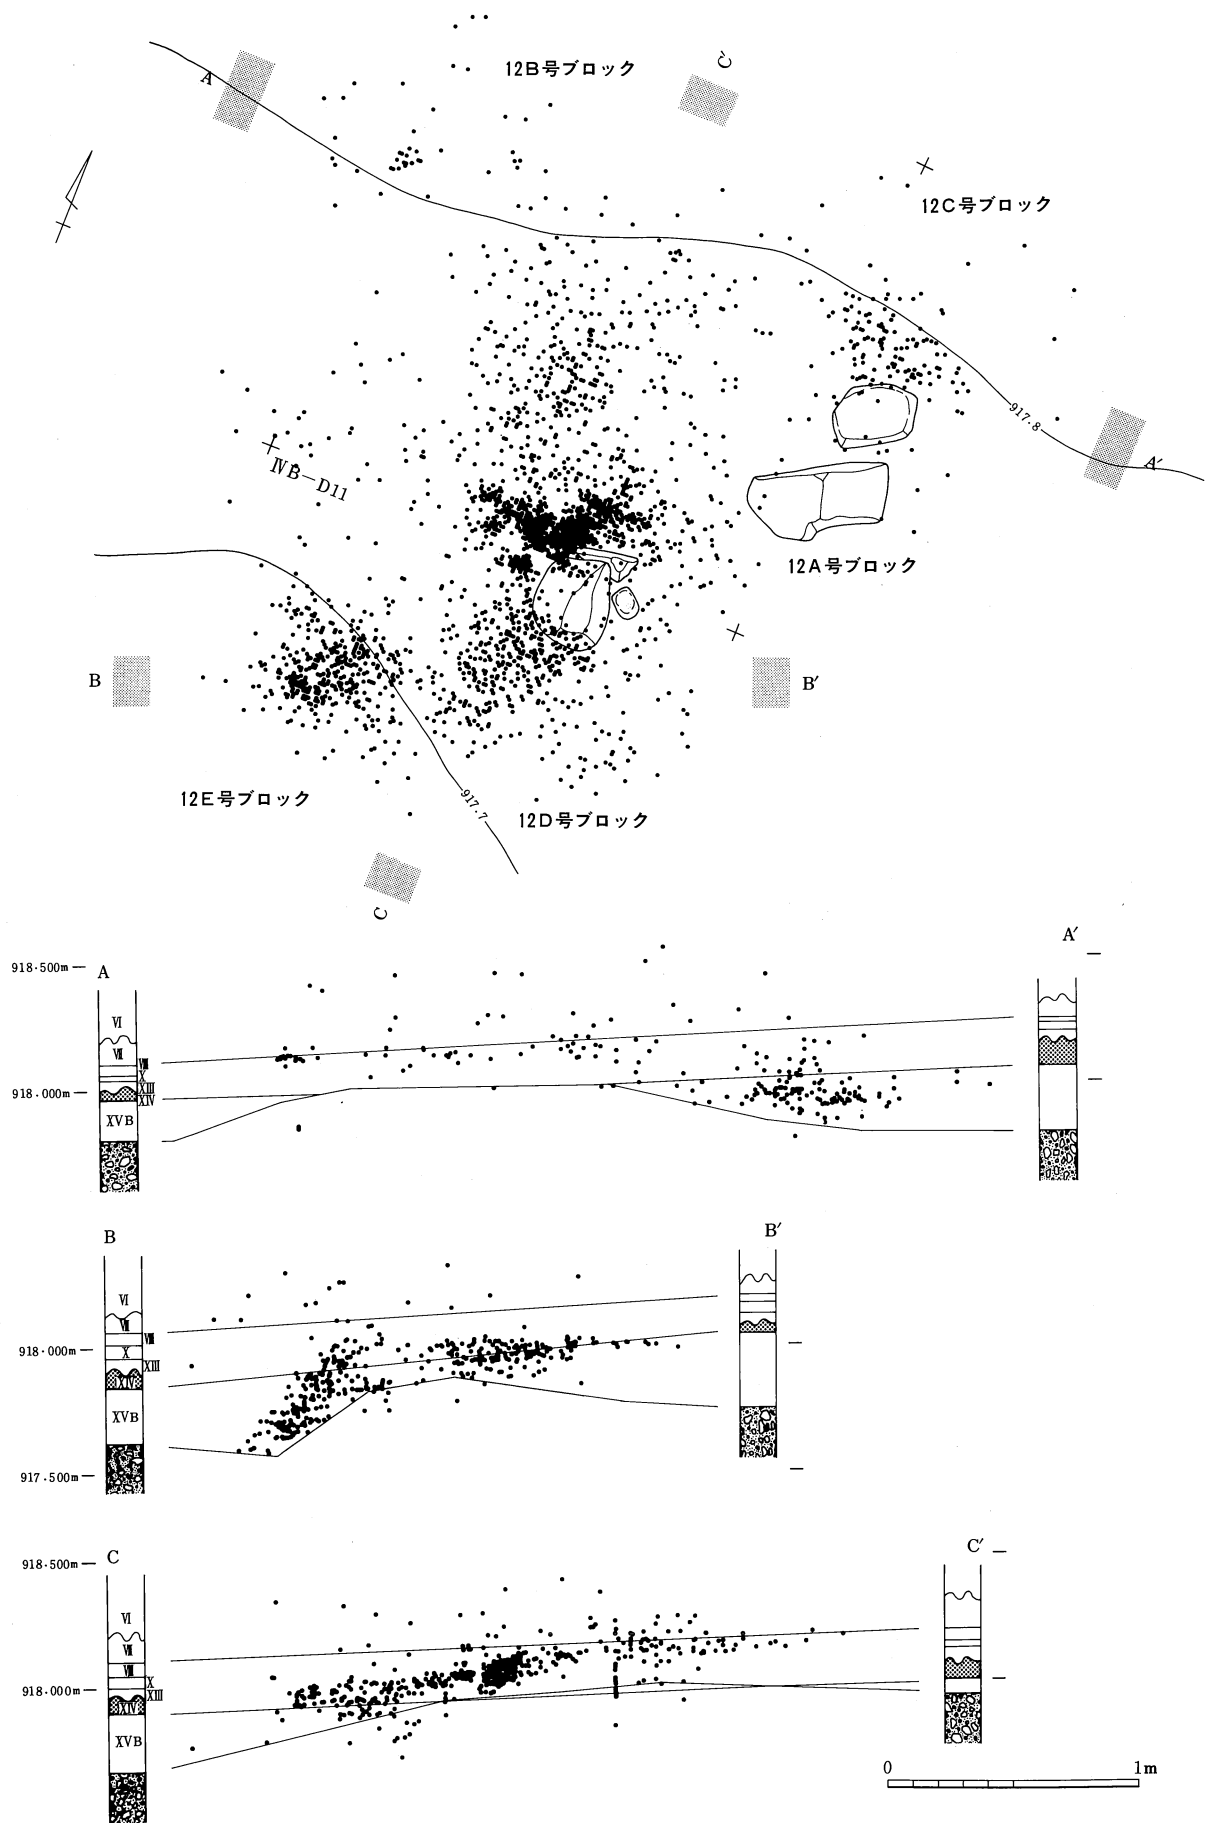 12B号ブロック
C′
A
12C号ブロック
917.8
A′
ⅣB－D11
12A号ブロック
B
B′
12E号ブロック
917.7
12D号ブロック
C
A′
918·500m
A
Ⅵ
Ⅶ
Ⅷ
Ⅹ
ⅩⅢ
918·000m
ⅩⅣ
ⅩⅤB
B
B′
Ⅵ
Ⅶ
Ⅷ
918·000m
Ⅹ
ⅩⅢ
ⅩⅣ
ⅩⅤB
917·500m
918·500m
C
C′
Ⅵ
Ⅶ
Ⅷ
Ⅹ
918·000m
ⅩⅢ
ⅩⅣ
ⅩⅤB
0 1m